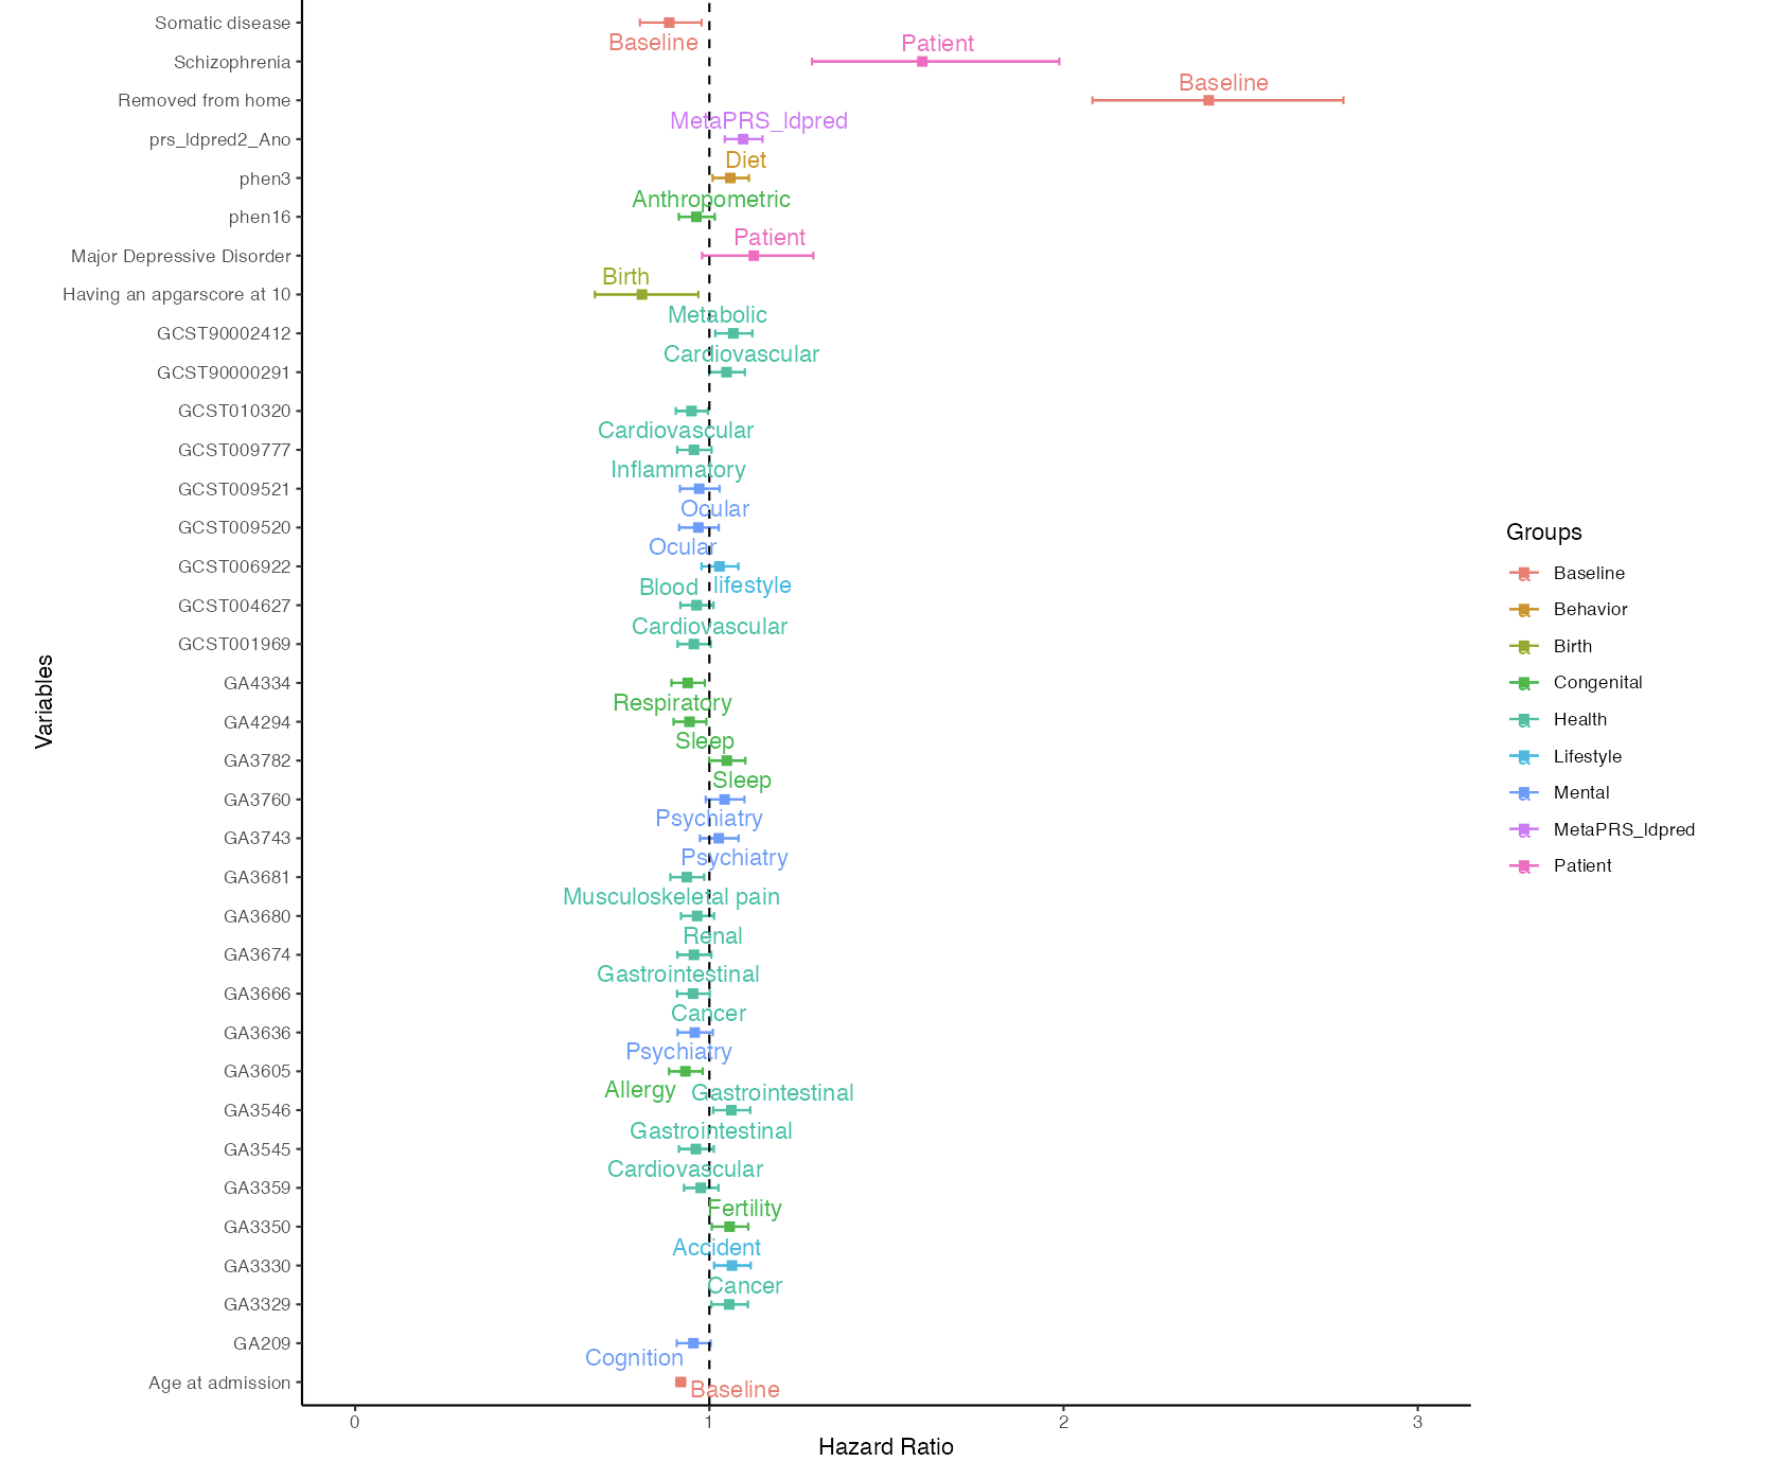 Somatic disease
Baseline
Patient
Schizophrenia
Baseline
Removed from home
MetaPRS_ldpred
prs_ldpred2_Ano
Diet
phen3
Anthropometric
phen16
Patient
Major Depressive Disorder
Birth
Having an apgarscore at 10
Metabolic
GCST90002412
Cardiovascular
GCST90000291
GCST010320
Cardiovascular
GCST009777
Inflammatory
GCST009521
Ocular
GCST009520
Ocular
GCST006922
Blood lifestyle
GCST004627
Cardiovascular
GCST001969
GA4334
Respiratory
GA4294
Sleep
GA3782
Sleep
GA3760
Psychiatry
GA3743
Psychiatry
GA3681
Musculoskeletal pain
GA3680
Renal
GA3674
Gastrointestinal
GA3666
Cancer
GA3636
Psychiatry
GA3605
Allergy Gastrointestinal
GA3546
Gastrointestinal
GA3545
Cardiovascular
GA3359
Fertility
GA3350
Accident
GA3330
Cancer
GA3329
GA209
Cognition
Age at admission
Baseline
0 1 2 3
Hazard Ratio
Variables
Groups
Baseline
Behavior
Birth
Congenital
Health
Lifestyle
Mental
MetaPRS_ldpred
Patient